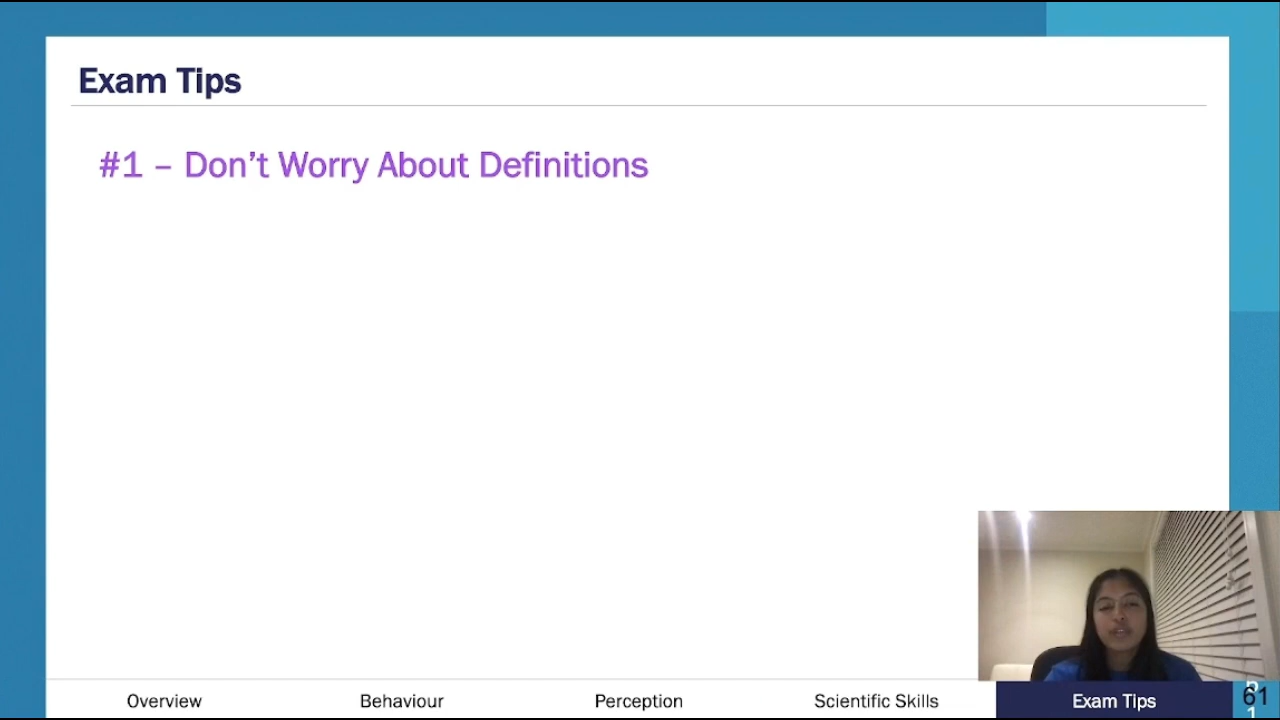 Exam Tips
#1 – Don't Worry About Definitions
Overview
Behaviour
Perception
Scientific Skills
Exam Tips
61